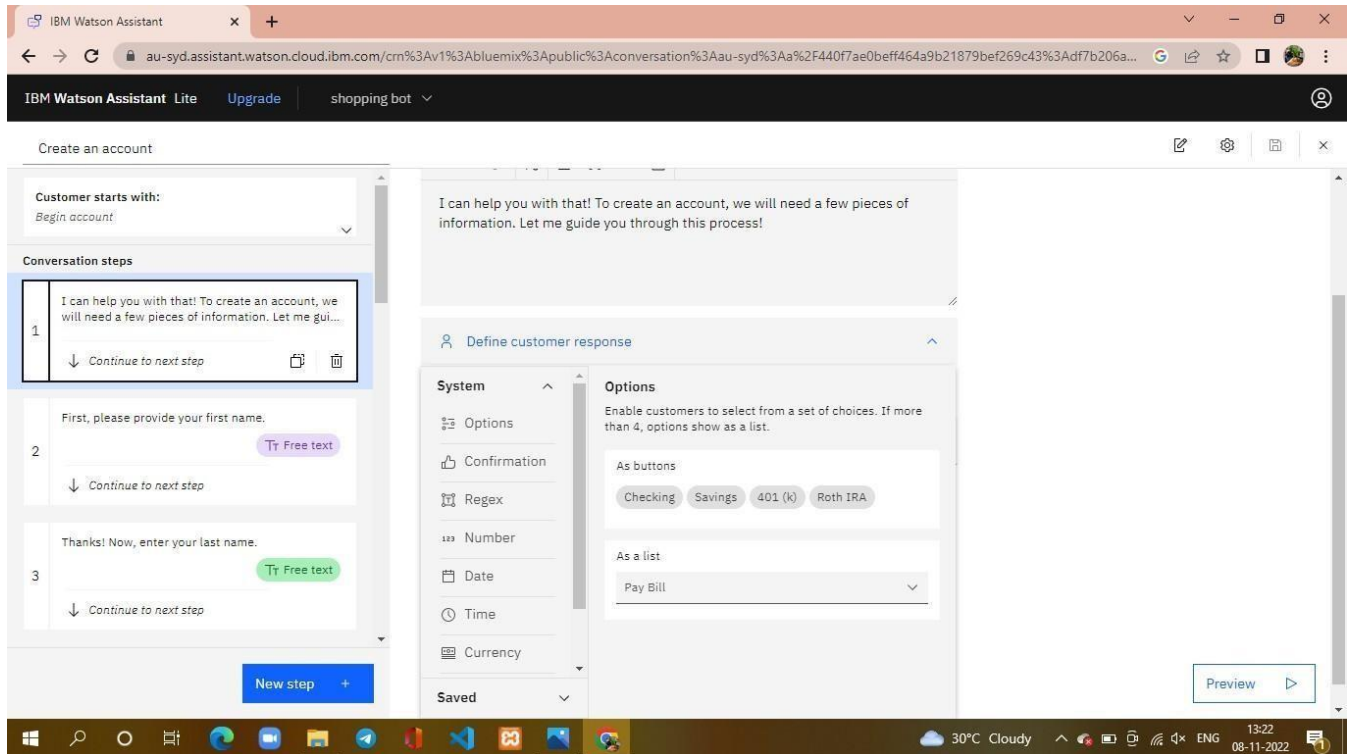 IBM Watson Assistant
au-syd.assistant.watson.cloud.ibm.com/crn%3Av1%3Abluemix%3Apublic%3Aconversation%3Aau-syd%3Aa%2F440f7ae0beff464a9b21879bef269c43%3Adf7b206a...
IBM Watson Assistant Lite
Upgrade
shopping bot
Create an account
Customer starts with:
Begin account
Conversation steps
1
I can help you with that! To create an account, we
will need a few pieces of information. Let me gui...
Continue to next step
2
First, please provide your first name.
Free text
Continue to next step
3
Thanks! Now, enter your last name.
Free text
Continue to next step
New step +
I can help you with that! To create an account, we will need a few pieces of
information. Let me guide you through this process!
Define customer response
System
Options
Confirmation
Regex
123 Number
Date
Time
Currency
Saved
Options
Enable customers to select from a set of choices. If more
than 4, options show as a list.
As buttons
Checking Savings 401 (k) Roth IRA
As a list
Pay Bill
Preview
30°C Cloudy
ENG
13:22
08-11-2022